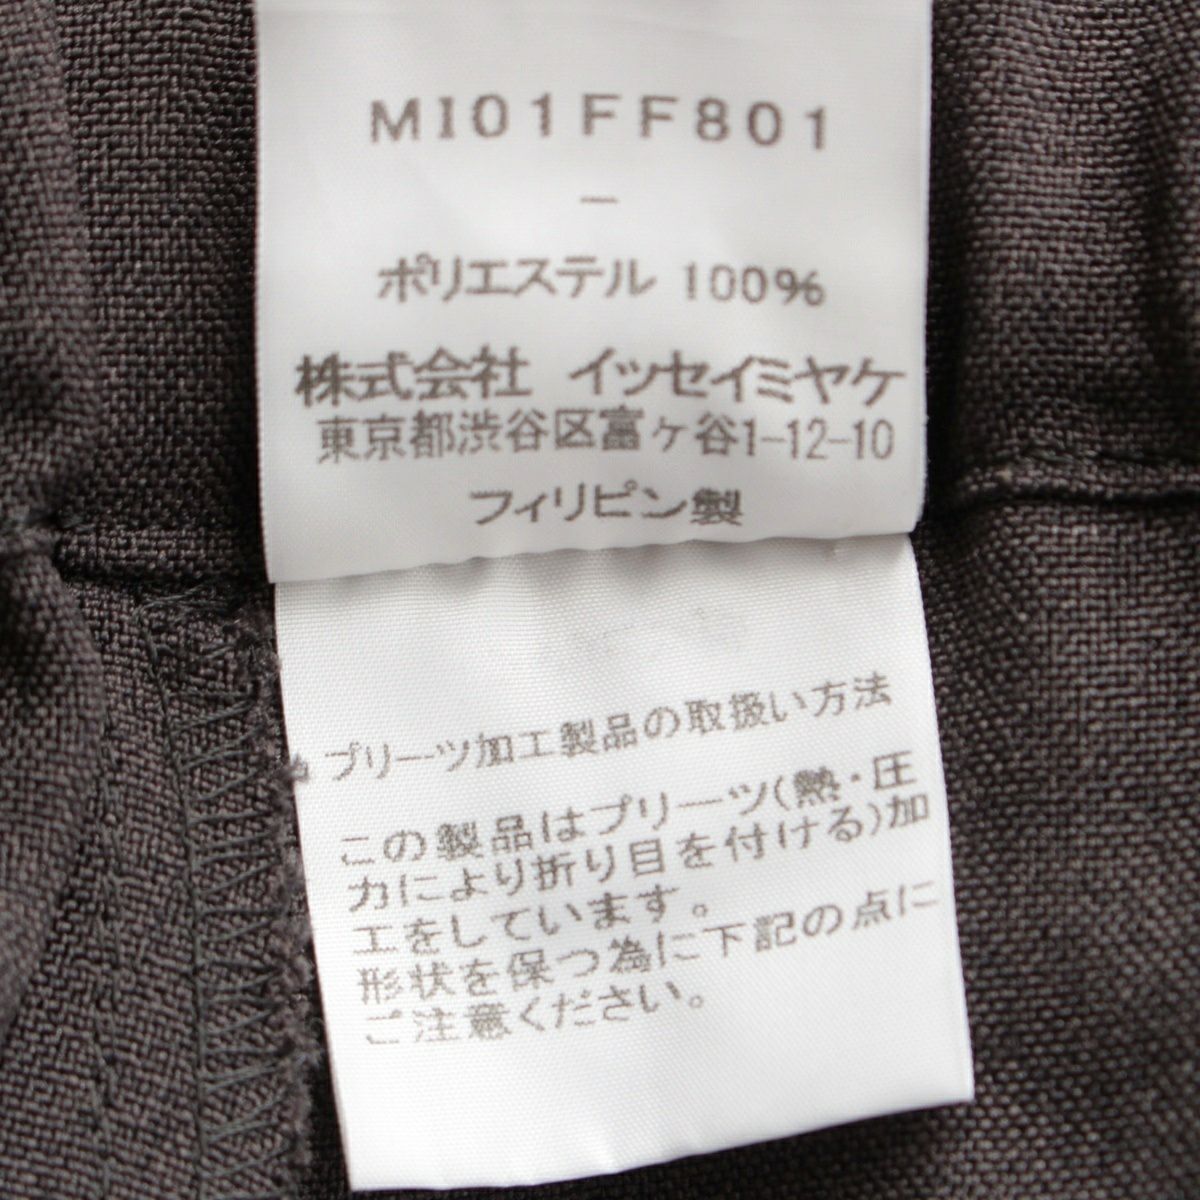 MI01FF801
－
ポリエステル 100%
株式会社 イッセイミヤケ
東京都渋谷区富ヶ谷1-12-10
フィリピン製
プリーツ加工製品の取扱い方法
この製品はプリーツ(熱・圧
力により折り目を付ける)加
工をしています。
形状を保つ為に下記の点に
ご注意ください。